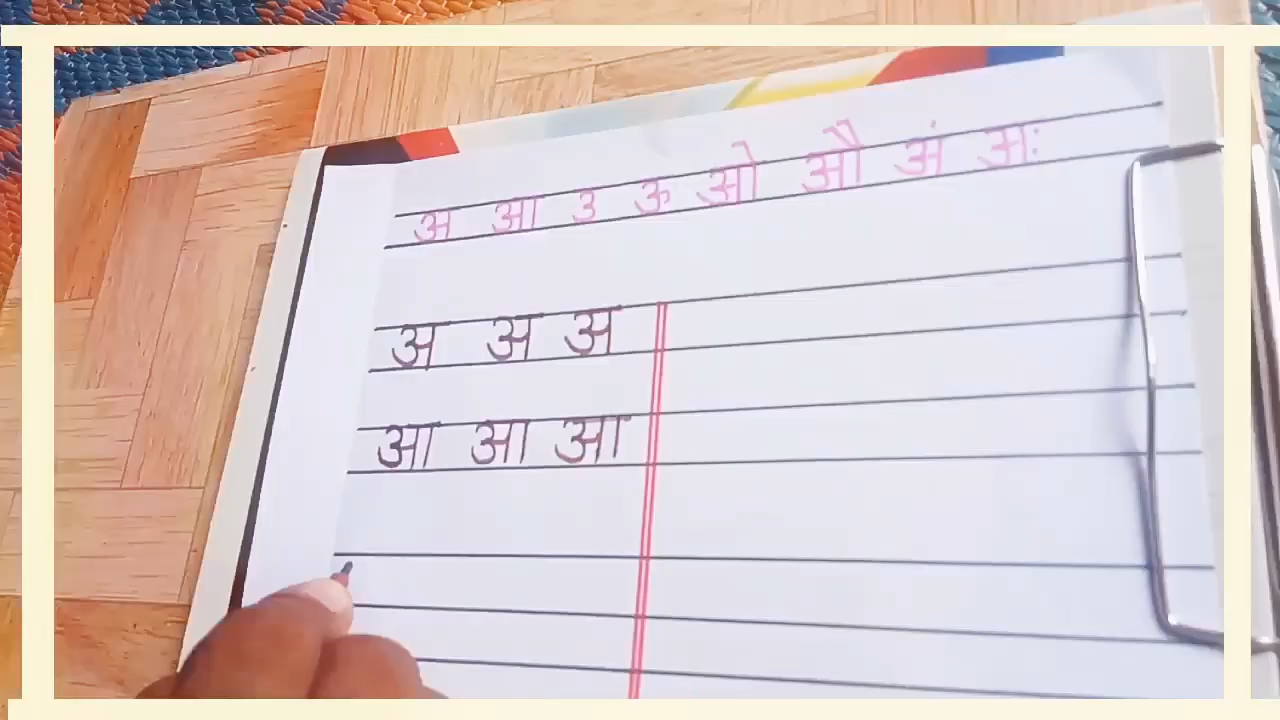 अ आ उ ऊ ओ औ अं अः
अ अ अ
आ आ आ